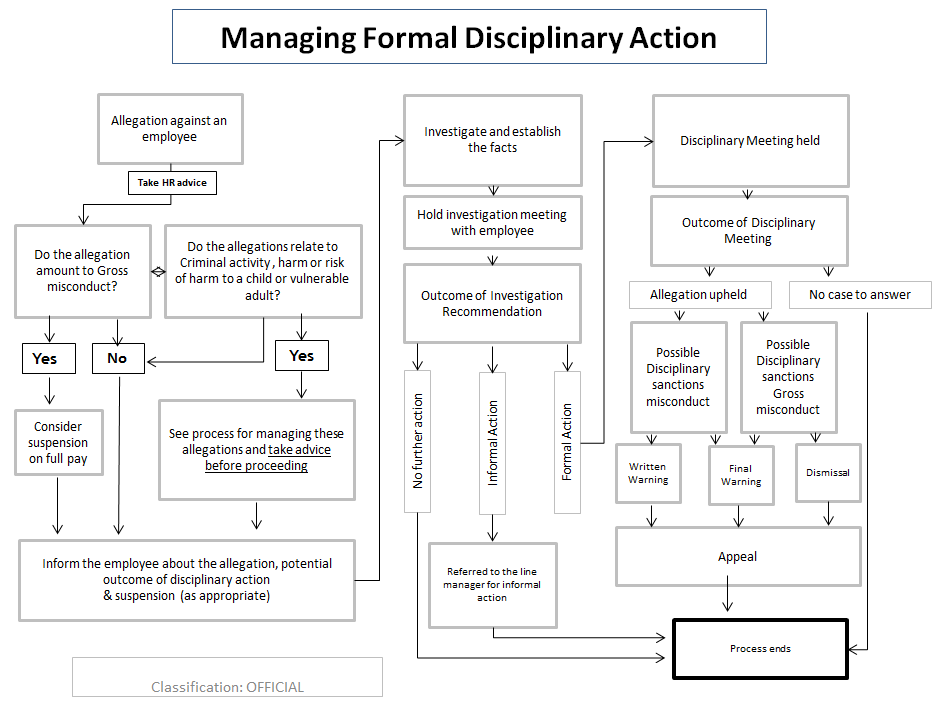 Managing Formal Disciplinary Action
Allegation against an
employee
Take HR advice
Do the allegation
amount to Gross
misconduct?
Do the allegations relate to
Criminal activity , harm or risk
of harm to a child or vulnerable
adult?
Yes
No
Yes
Consider
suspension
on full pay
See process for managing these
allegations and take advice
before proceeding
Inform the employee about the allegation, potential
outcome of disciplinary action
& suspension (as appropriate)
Investigate and establish
the facts
Hold investigation meeting
with employee
Outcome of Investigation
Recommendation
No further action
Informal Action
Formal Action
Referred to the line
manager for informal
action
Disciplinary Meeting held
Outcome of Disciplinary
Meeting
Allegation upheld
No case to answer
Possible
Disciplinary
sanctions
misconduct
Possible
Disciplinary
sanctions
Gross
misconduct
Written
Warning
Final
Warning
Dismissal
Appeal
Process ends
Classification: OFFICIAL